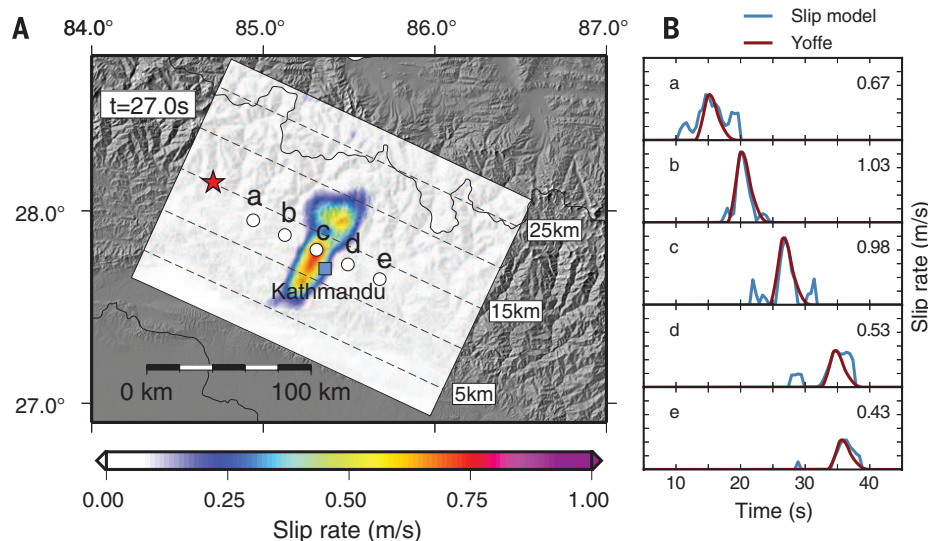 A
84.0°
85.0°
86.0°
87.0°
28.0°
27.0°
t=27.0s
a
b
c
d
e
Kathmandu
25km
15km
5km
0 km
100 km
0.00
0.25
0.50
0.75
1.00
Slip rate (m/s)
B
Slip model
Yoffe
a
0.67
b
1.03
c
0.98
d
0.53
e
0.43
Slip rate (m/s)
10
20
30
40
Time (s)